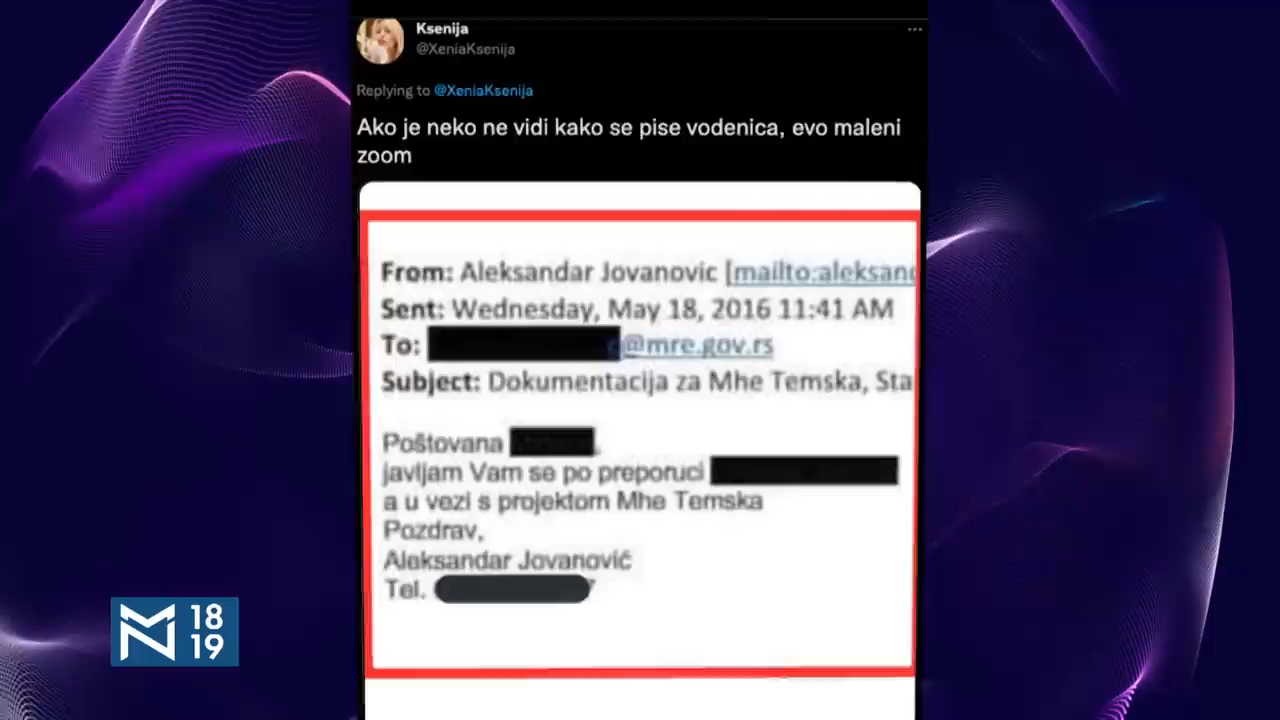 Ksenija
@XeniaKsenija
Replying to @XeniaKsenija
Ako je neko ne vidi kako se pise vodenica, evo maleni
zoom
From: Aleksandar Jovanovic [mailto:aleksand
Sent: Wednesday, May 18, 2016 11:41 AM
To: @mre.gov.rs
Subject: Dokumentacija za Mhe Temska, Sta
Poštovana
javljam Vam se po preporuci
a u vezi s projektom Mhe Temska
Pozdrav,
Aleksandar Jovanović
Tel.
18
19